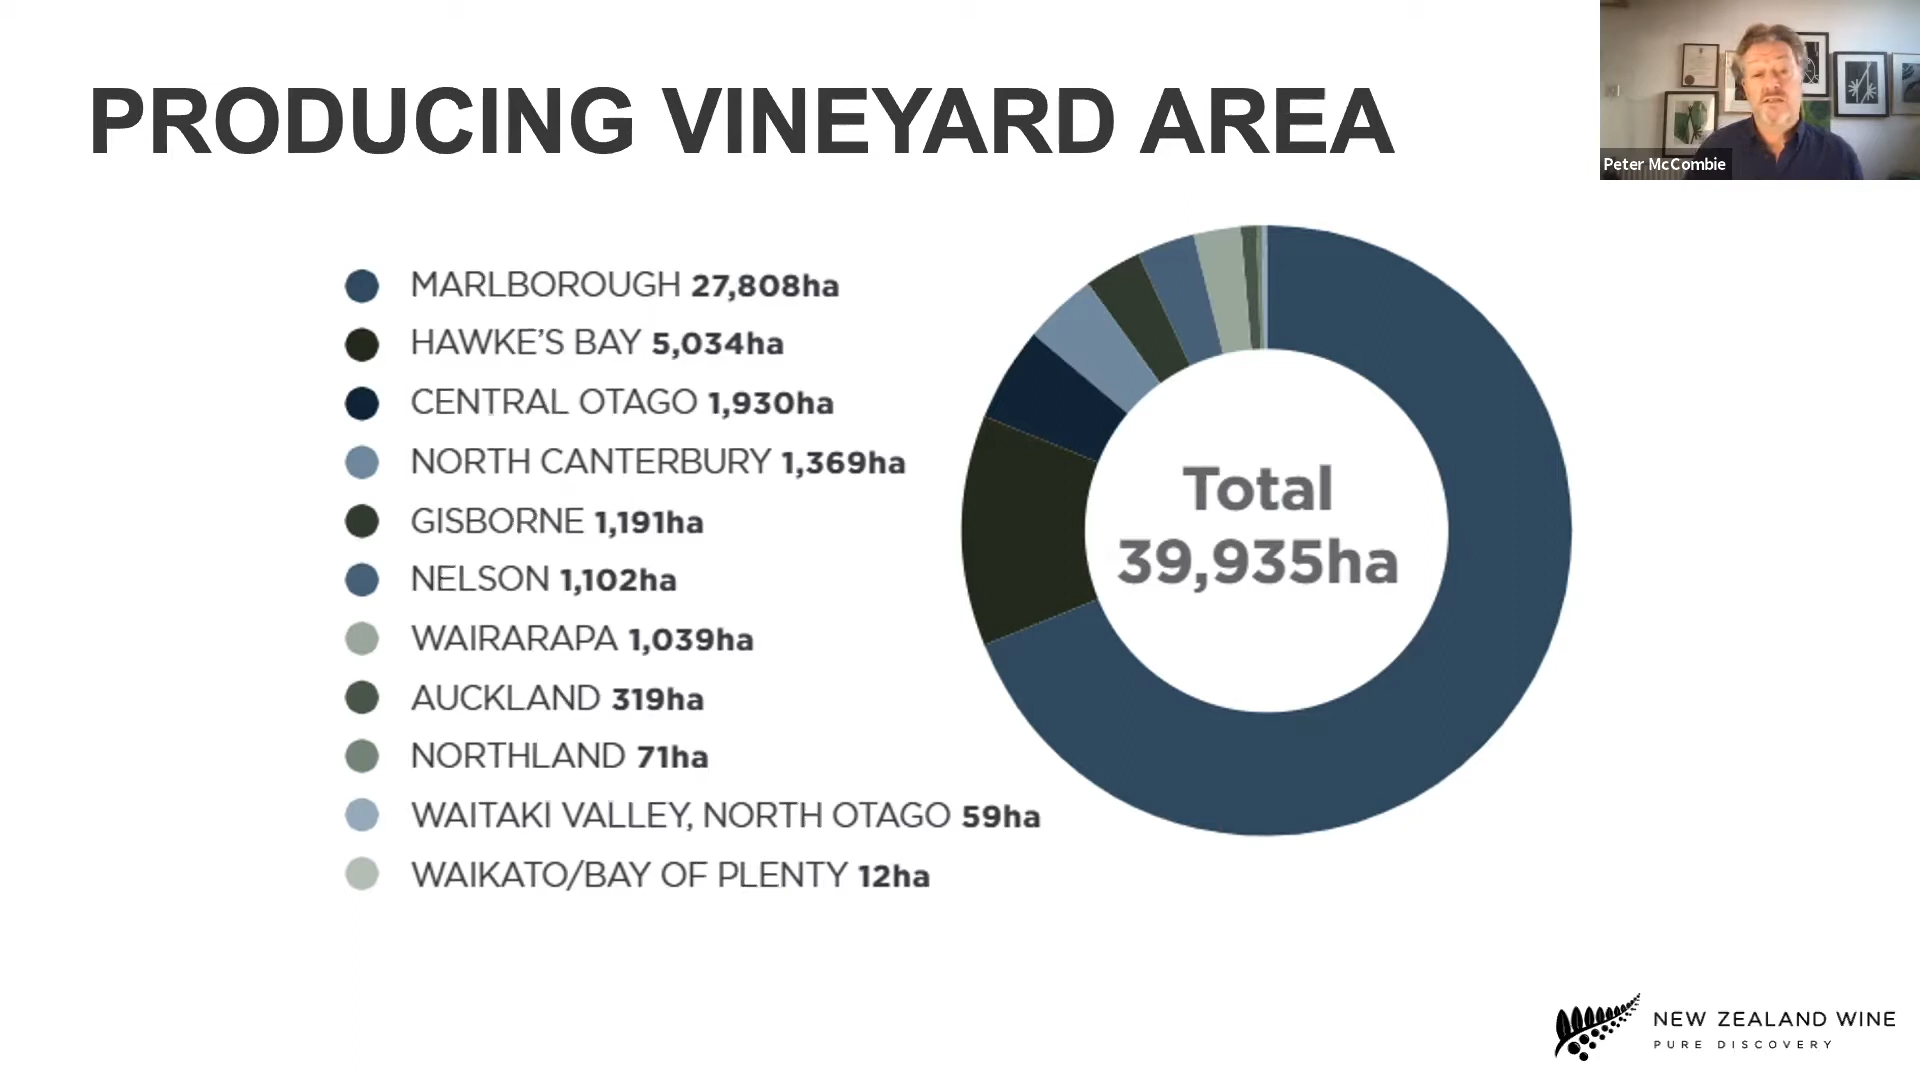 PRODUCING VINEYARD AREA
Peter McCombie
MARLBOROUGH 27,808ha
HAWKE’S BAY 5,034ha
CENTRAL OTAGO 1,930ha
NORTH CANTERBURY 1,369ha
GISBORNE 1,191ha
NELSON 1,102ha
WAIRARAPA 1,039ha
AUCKLAND 319ha
NORTHLAND 71ha
WAITAKI VALLEY, NORTH OTAGO 59ha
WAIKATO/BAY OF PLENTY 12ha
Total
39,935ha
NEW ZEALAND WINE
PURE DISCOVERY